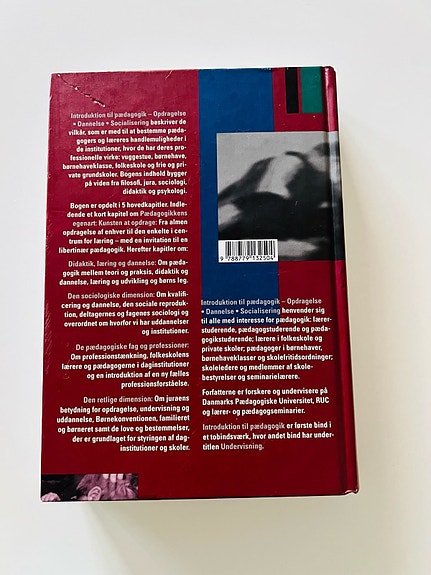 Introduktion til pædagogik – Opdragelse
• Dannelse • Socialisering beskriver de
vilkår, som er med til at bestemme pæda-
gogers og læreres handlemuligheder i
de institutioner, hvor de har deres pro-
fessionelle virke: vuggestue, børnehave,
børnehaveklasse, folkeskole og frie og
private grundskoler. Bogens indhold bygger
på viden fra filosofi, jura, sociologi,
didaktik og psykologi.
Bogen er opdelt i 5 hovedkapitler. Indle-
dende et kort kapitel om Pædagogikkens
egenart: Kunsten at opdrage: Fra almen
opdragelse af enhver til den enkelte i cen-
trum for læring – med en invitation til en
libertinær pædagogik. Herefter kapitler om:
Didaktik, læring og dannelse: Om pæda-
gogik mellem teori og praksis, didaktik og
dannelse, læring og udvikling og børns leg.
Den sociologiske dimension: Om kvalifi-
cering og dannelse, den sociale reproduk-
tion, deltagernes og fagenes sociologi og
overordnet om hvorfor vi har uddannelser
og institutioner.
De pædagogiske fag og professioner:
Om professionstænkning, folkeskolens
lærere og pædagogerne i daginstitutioner
og en introduktion af en ny fælles
professionsforståelse.
Den retlige dimension: Om juraens
betydning for opdragelse, undervisning og
uddannelse, Børnekonventionen, familieret
og børneret samt de love og bestemmelser,
der er grundlaget for styringen af dag-
institutioner og skoler.
9 788779 132504
Introduktion til pædagogik – Opdragelse
• Dannelse • Socialisering henvender sig
til alle med interesse for pædagogik: lærer-
studerende, pædagogstuderende og pæda-
gogikstuderende; lærere i folkeskole og
private skoler; pædagoger i børnehaver,
børnehaveklasser og skolefritidsordninger;
skoleledere og medlemmer af skole-
bestyrelser og seminarielærere.
Forfatterne er forskere og undervisere på
Danmarks Pædagogiske Universitet, RUC
og lærer- og pædagogseminarier.
Introduktion til pædagogik er første bind i
et tobindsværk, hvor andet bind har under-
titlen Undervisning.